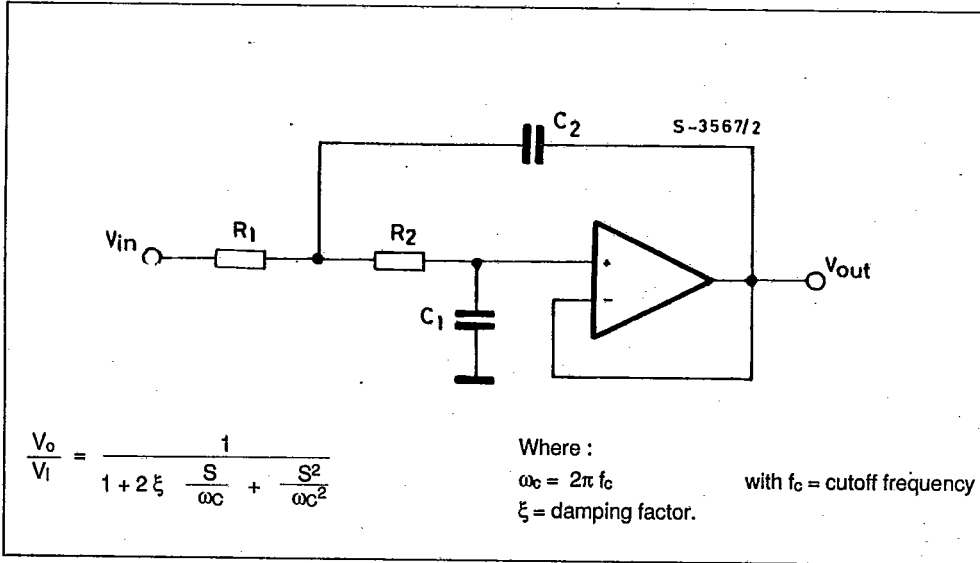 C2
S-3567/2
R1
R2
Vin
+
Vout
−
C1
Vo
VI
=
1
1 + 2 ξ S/ωC + S²/ωC²
Where :
ωc = 2π fc with fc = cutoff frequency
ξ = damping factor.